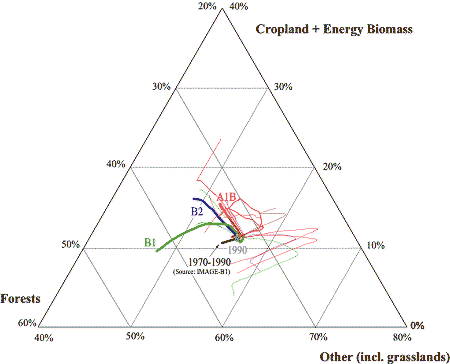 20% 40%
Cropland + Energy Biomass
30% 30%
40% 20%
A1B
B2
B1
1990
50% 10%
1970-1990
(Source: IMAGE-B1)
Forests
60% 0%
40% 50% 60% 70% 80%
Other (incl. grasslands)